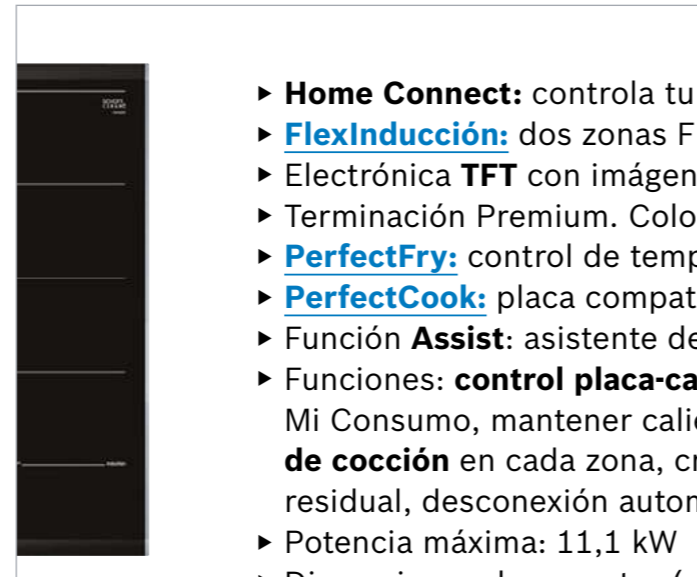 ▸ Home Connect: controla tu
▸ FlexInducción: dos zonas F
▸ Electrónica TFT con imágen
▸ Terminación Premium. Colo
▸ PerfectFry: control de temp
▸ PerfectCook: placa compat
▸ Función Assist: asistente de
▸ Funciones: control placa-ca
Mi Consumo, mantener calie
de cocción en cada zona, cr
residual, desconexión autom
▸ Potencia máxima: 11,1 kW